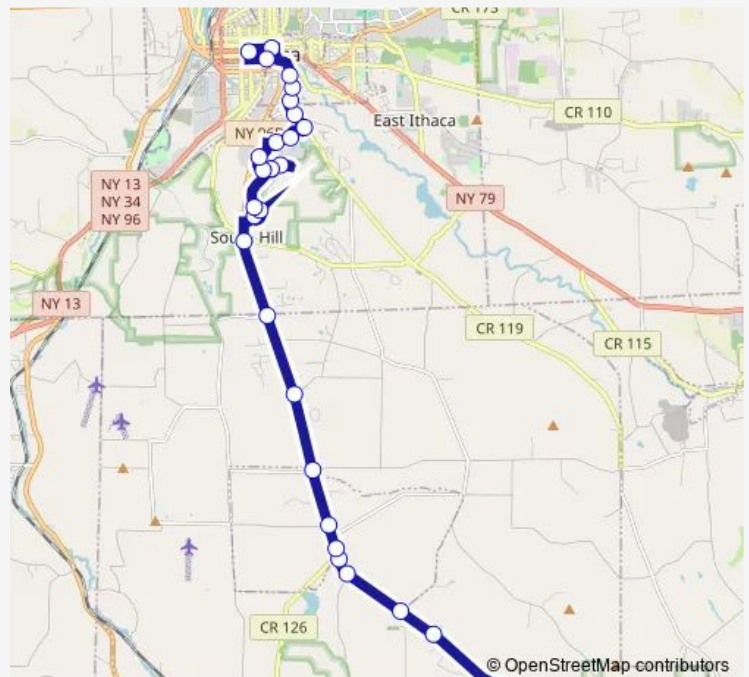 CR 173
CR 110
East Ithaca
NY 96B
NY 13
NY 34
NY 96
NY 79
South Hill
NY 13
CR 119
CR 115
CR 126
© OpenStreetMap contributors